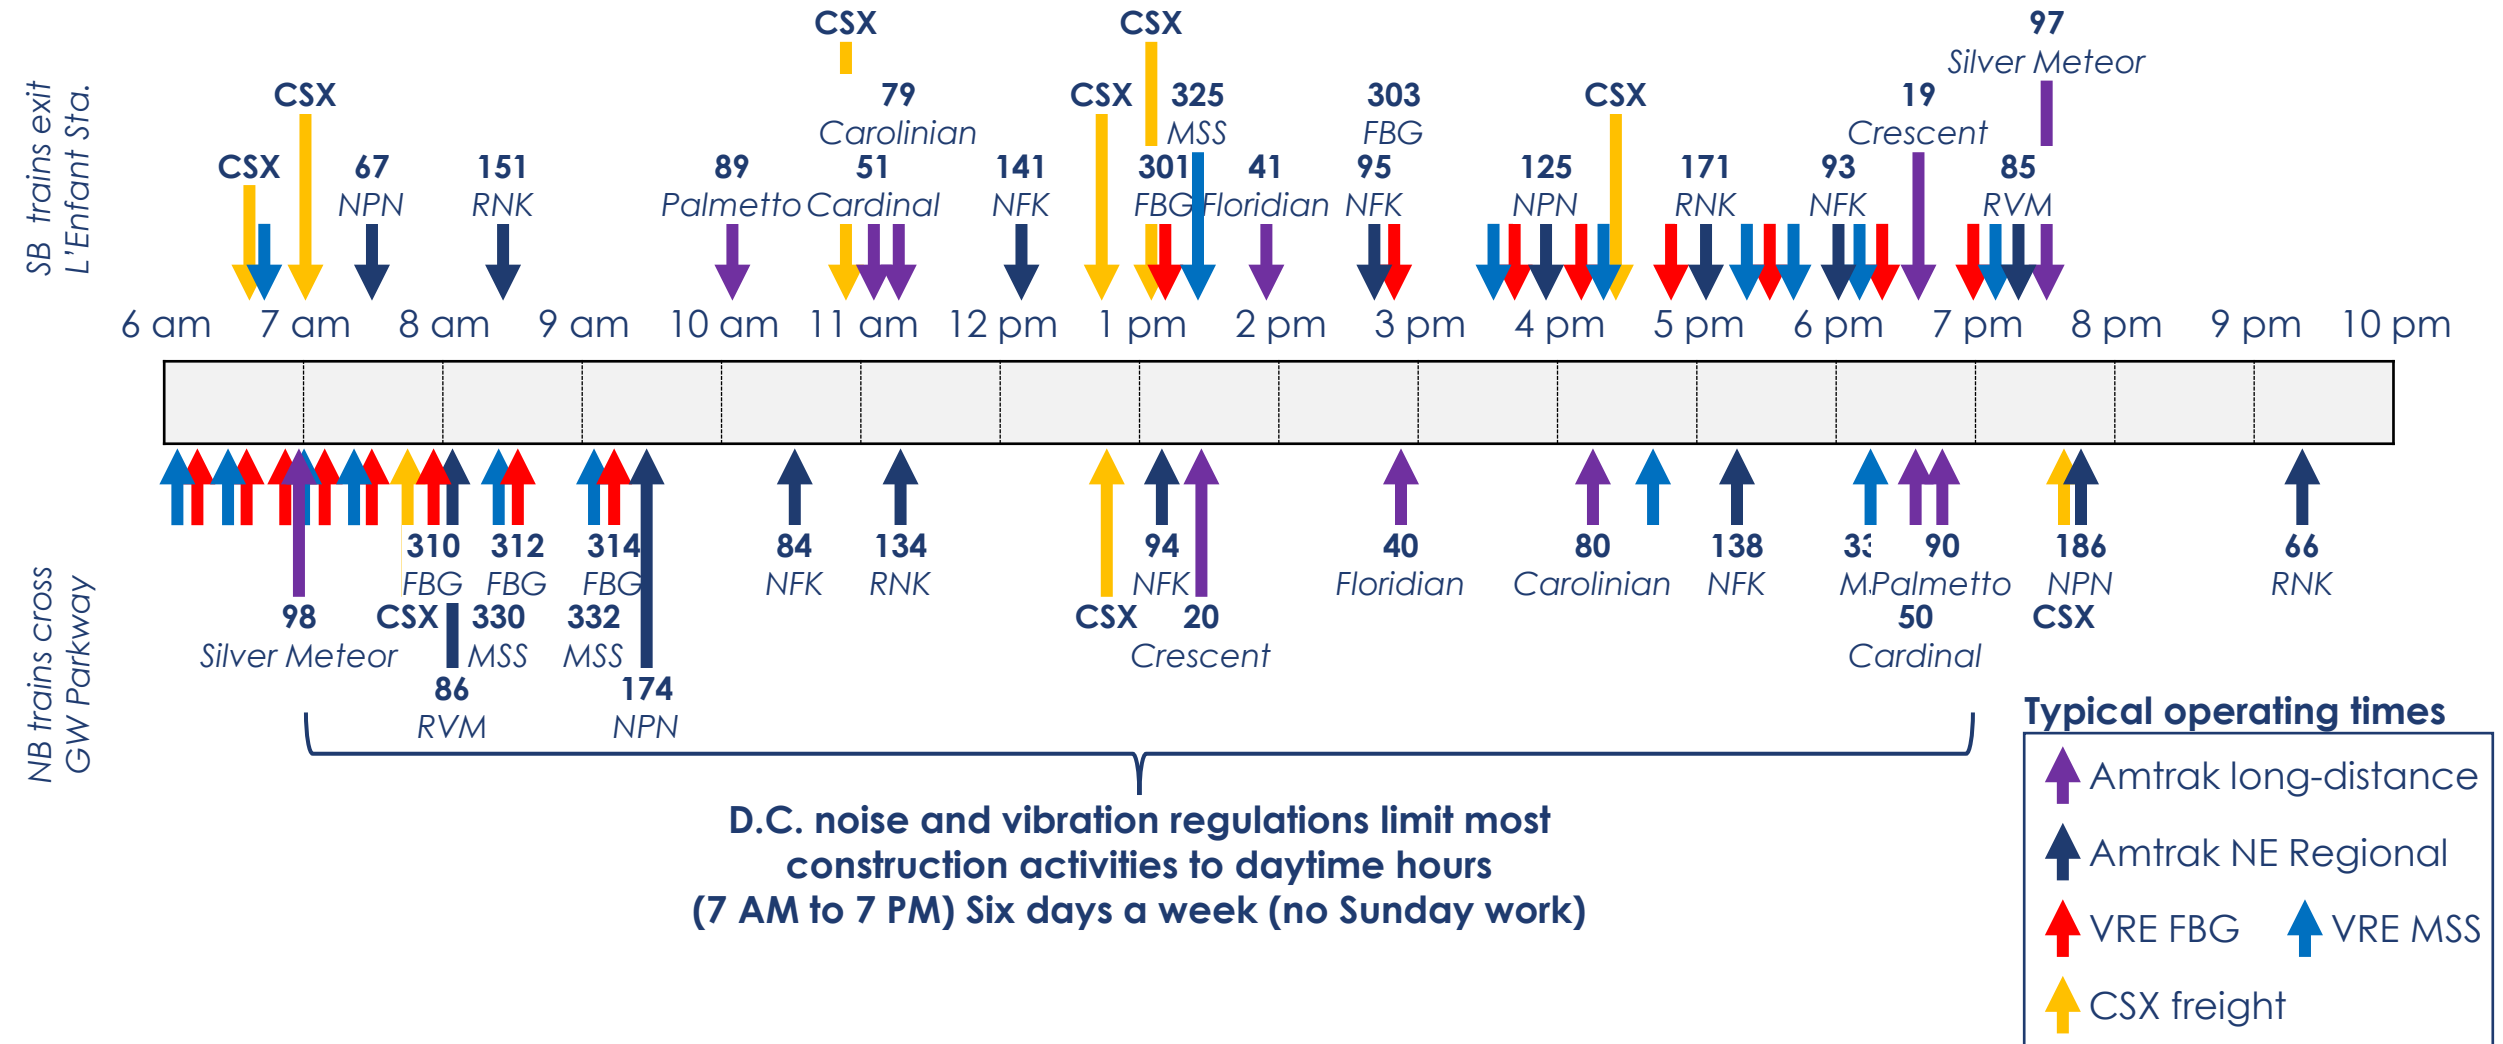 SB trains exit
L'Enfant Sta.
CSX
CSX
97
Silver Meteor
CSX
79
Carolinian
CSX
325
MSS
303
FBG
CSX
19
Crescent
CSX
67
NPN
151
RNK
89
Palmetto
51
Cardinal
141
NFK
301
FBG
41
Floridian
95
NFK
125
NPN
171
RNK
93
NFK
85
RVM
6 am
7 am
8 am
9 am
10 am
11 am
12 pm
1 pm
2 pm
3 pm
4 pm
5 pm
6 pm
7 pm
8 pm
9 pm
10 pm
NB trains cross
GW Parkway
310
FBG
312
FBG
314
FBG
84
NFK
134
RNK
94
NFK
40
Floridian
80
Carolinian
138
NFK
90
Palmetto
186
NPN
66
RNK
98
Silver Meteor
CSX
330
MSS
332
MSS
CSX
20
Crescent
50
Cardinal
CSX
86
RVM
174
NPN
D.C. noise and vibration regulations limit most
construction activities to daytime hours
(7 AM to 7 PM) Six days a week (no Sunday work)
Typical operating times
Amtrak long-distance
Amtrak NE Regional
VRE FBG
VRE MSS
CSX freight